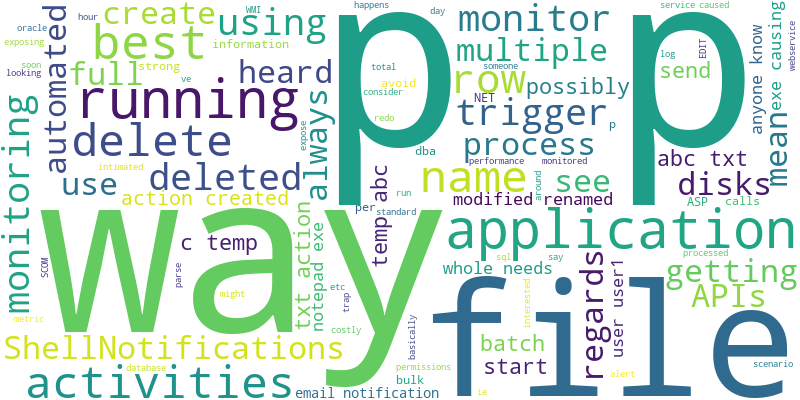 happens
day
service caused
hour
WMI
create
using
p p
monitor
oracle
exposing
best
information
multiple
log
EDIT
webservice
automated
soon
looking
full
strong
heard
total
someone
row
possibly
send
anyone know
exe causing
ve
avoid
consider
NET
running
always
redo
trigger
p
mean
monitoring
delete
expose
dba
process
performance
monitored
abc txt
intimated
use
deleted
temp abc
run
name
around
see
disks
action created
per
standard
modified renamed
ASP
calls
way
file
c temp
txt action
notepad exe
application
SCOM
parse
sql
say
processed
whole needs
getting
might
etc
trap
interested
regards
user user1
APIs
metric
database
costly
basically
batch
scenario
ShellNotifications
start
permissions
alert
activities
bulk
email notification
ie